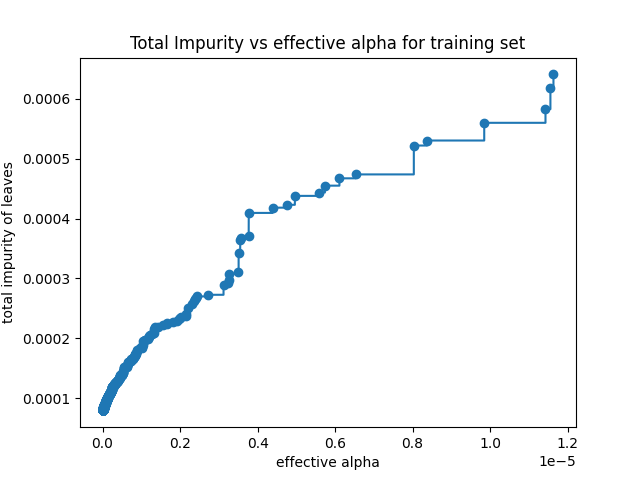 Total Impurity vs effective alpha for training set
total impurity of leaves
0.0006
0.0005
0.0004
0.0003
0.0002
0.0001
0.0 0.2 0.4 0.6 0.8 1.0 1.2
1e−5
effective alpha